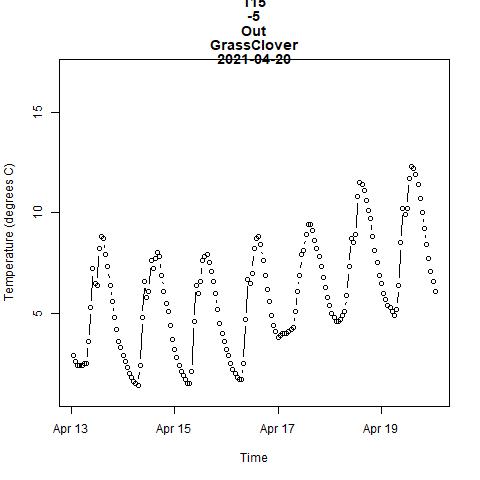 T15
-5
Out
GrassClover
2021-04-20
Temperature (degrees C)
15
10
5
Apr 13
Apr 15
Apr 17
Apr 19
Time